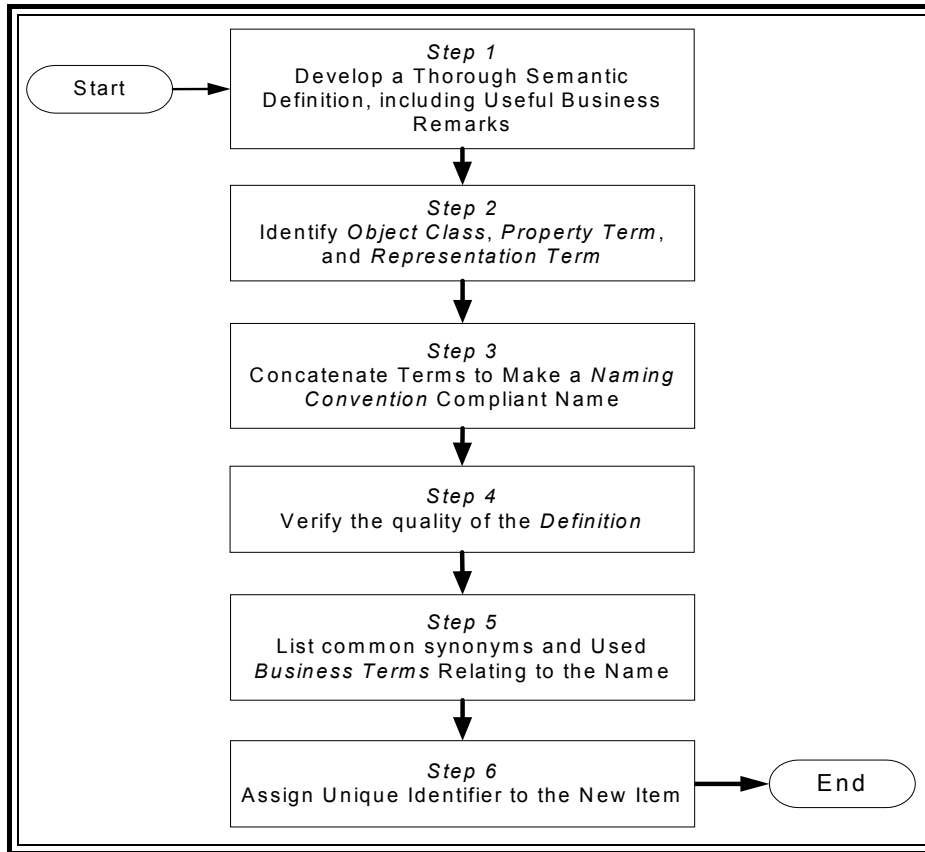 Start
Step 1
Develop a Thorough Semantic
Definition, including Useful Business
Remarks
Step 2
Identify Object Class, Property Term,
and Representation Term
Step 3
Concatenate Terms to Make a Naming
Convention Compliant Name
Step 4
Verify the quality of the Definition
Step 5
List common synonyms and Used
Business Terms Relating to the Name
Step 6
Assign Unique Identifier to the New Item
End